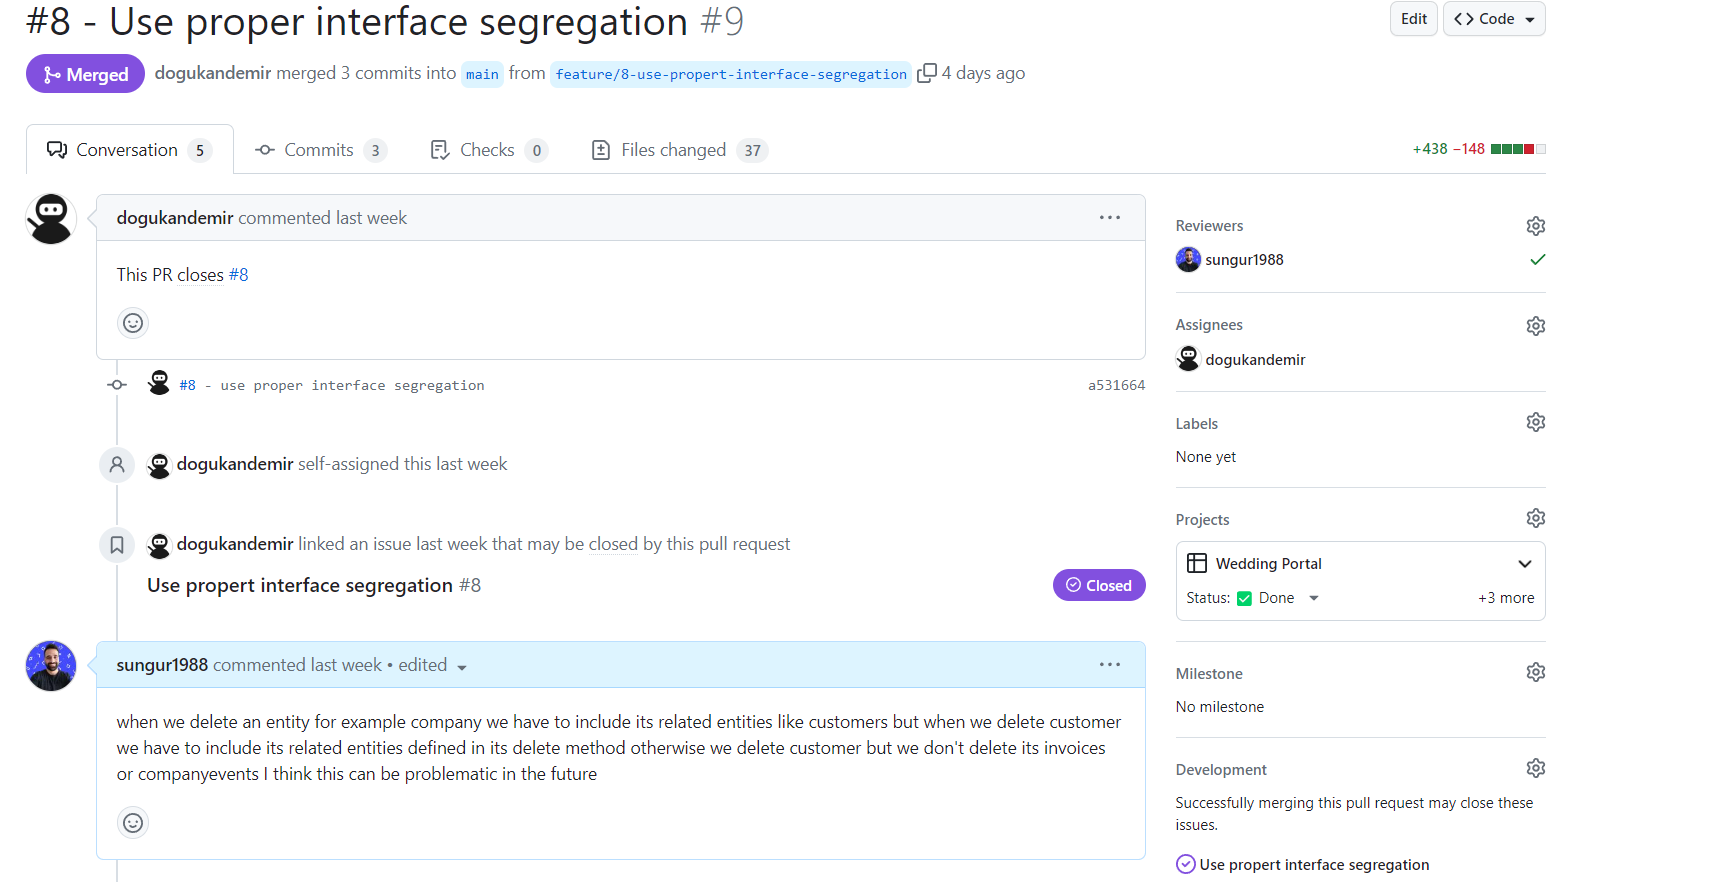 #8 - Use proper interface segregation #9
Edit
Code
Merged
dogukandemir merged 3 commits into main from feature/8-use-propert-interface-segregation 4 days ago
Conversation 5
Commits 3
Checks 0
Files changed 37
+438 −148
dogukandemir commented last week
This PR closes #8
#8 - use proper interface segregation
a531664
dogukandemir self-assigned this last week
dogukandemir linked an issue last week that may be closed by this pull request
Use propert interface segregation #8
Closed
sungur1988 commented last week • edited
when we delete an entity for example company we have to include its related entities like customers but when we delete customer
we have to include its related entities defined in its delete method otherwise we delete customer but we don't delete its invoices
or companyevents I think this can be problematic in the future
Reviewers
sungur1988
Assignees
dogukandemir
Labels
None yet
Projects
Wedding Portal
Status: Done
+3 more
Milestone
No milestone
Development
Successfully merging this pull request may close these
issues.
Use propert interface segregation